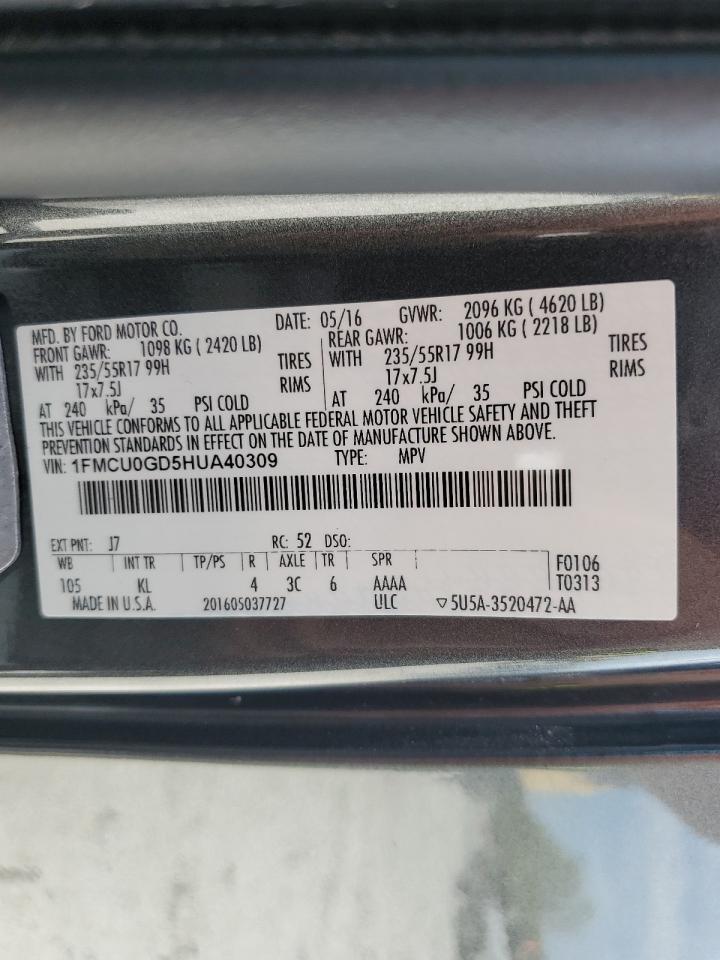 MFD. BY FORD MOTOR CO.
DATE: 05/16 GVWR: 2096 KG ( 4620 LB)
FRONT GAWR: 1098 KG ( 2420 LB)
WITH 235/55R17 99H TIRES
17x7.5J RIMS
AT 240 kPa/ 35 PSI COLD
REAR GAWR: 1006 KG ( 2218 LB)
WITH 235/55R17 99H TIRES
17x7.5J RIMS
AT 240 kPa/ 35 PSI COLD
THIS VEHICLE CONFORMS TO ALL APPLICABLE FEDERAL MOTOR VEHICLE SAFETY AND THEFT
PREVENTION STANDARDS IN EFFECT ON THE DATE OF MANUFACTURE SHOWN ABOVE.
VIN: 1FMCU0GD5HUA40309 TYPE: MPV
EXT PNT: J7 RC: 52 DSO:
WB INT TR TP/PS R AXLE TR SPR F0106
105 KL 4 3C 6 AAAA T0313
MADE IN U.S.A. 201605037727 ULC ▽5U5A-3520472-AA